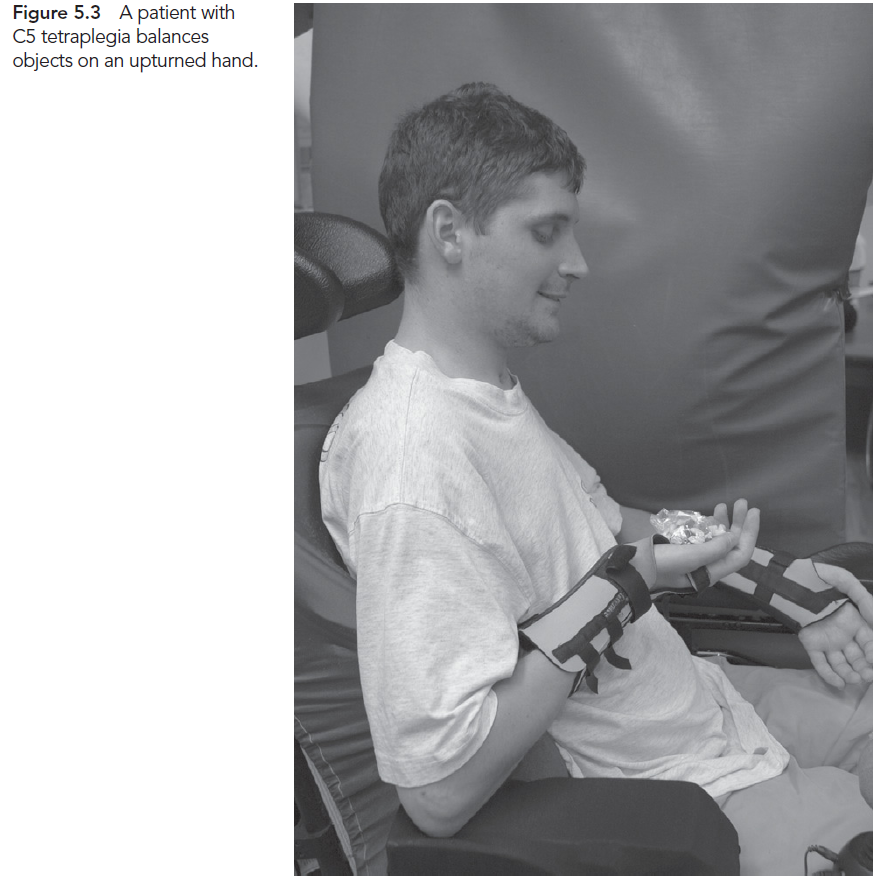 Figure 5.3 A patient with
C5 tetraplegia balances
objects on an upturned hand.